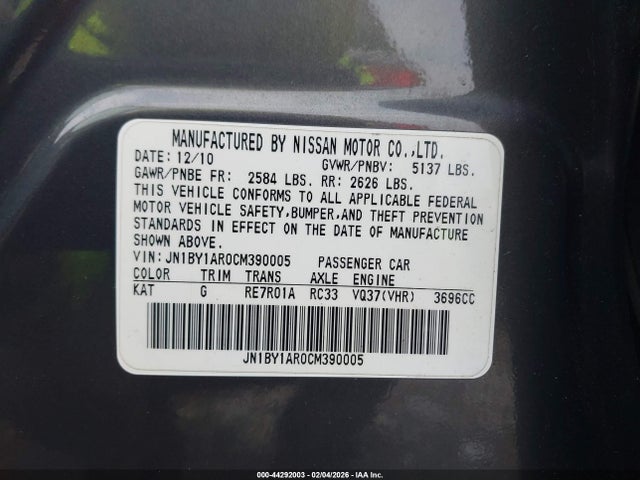 MANUFACTURED BY NISSAN MOTOR CO.,LTD.
DATE: 12/10 GVWR/PNBV: 5137 LBS.
GAWR/PNBE FR: 2584 LBS. RR: 2626 LBS.
THIS VEHICLE CONFORMS TO ALL APPLICABLE FEDERAL
MOTOR VEHICLE SAFETY,BUMPER,AND THEFT PREVENTION
STANDARDS IN EFFECT ON THE DATE OF MANUFACTURE
SHOWN ABOVE.
VIN: JN1BY1AR0CM390005 PASSENGER CAR
COLOR TRIM TRANS AXLE ENGINE
KAT G RE7R01A RC33 VQ37(VHR) 3696CC
JN1BY1AR0CM390005
000-44292003 - 02/04/2026 - IAA Inc.